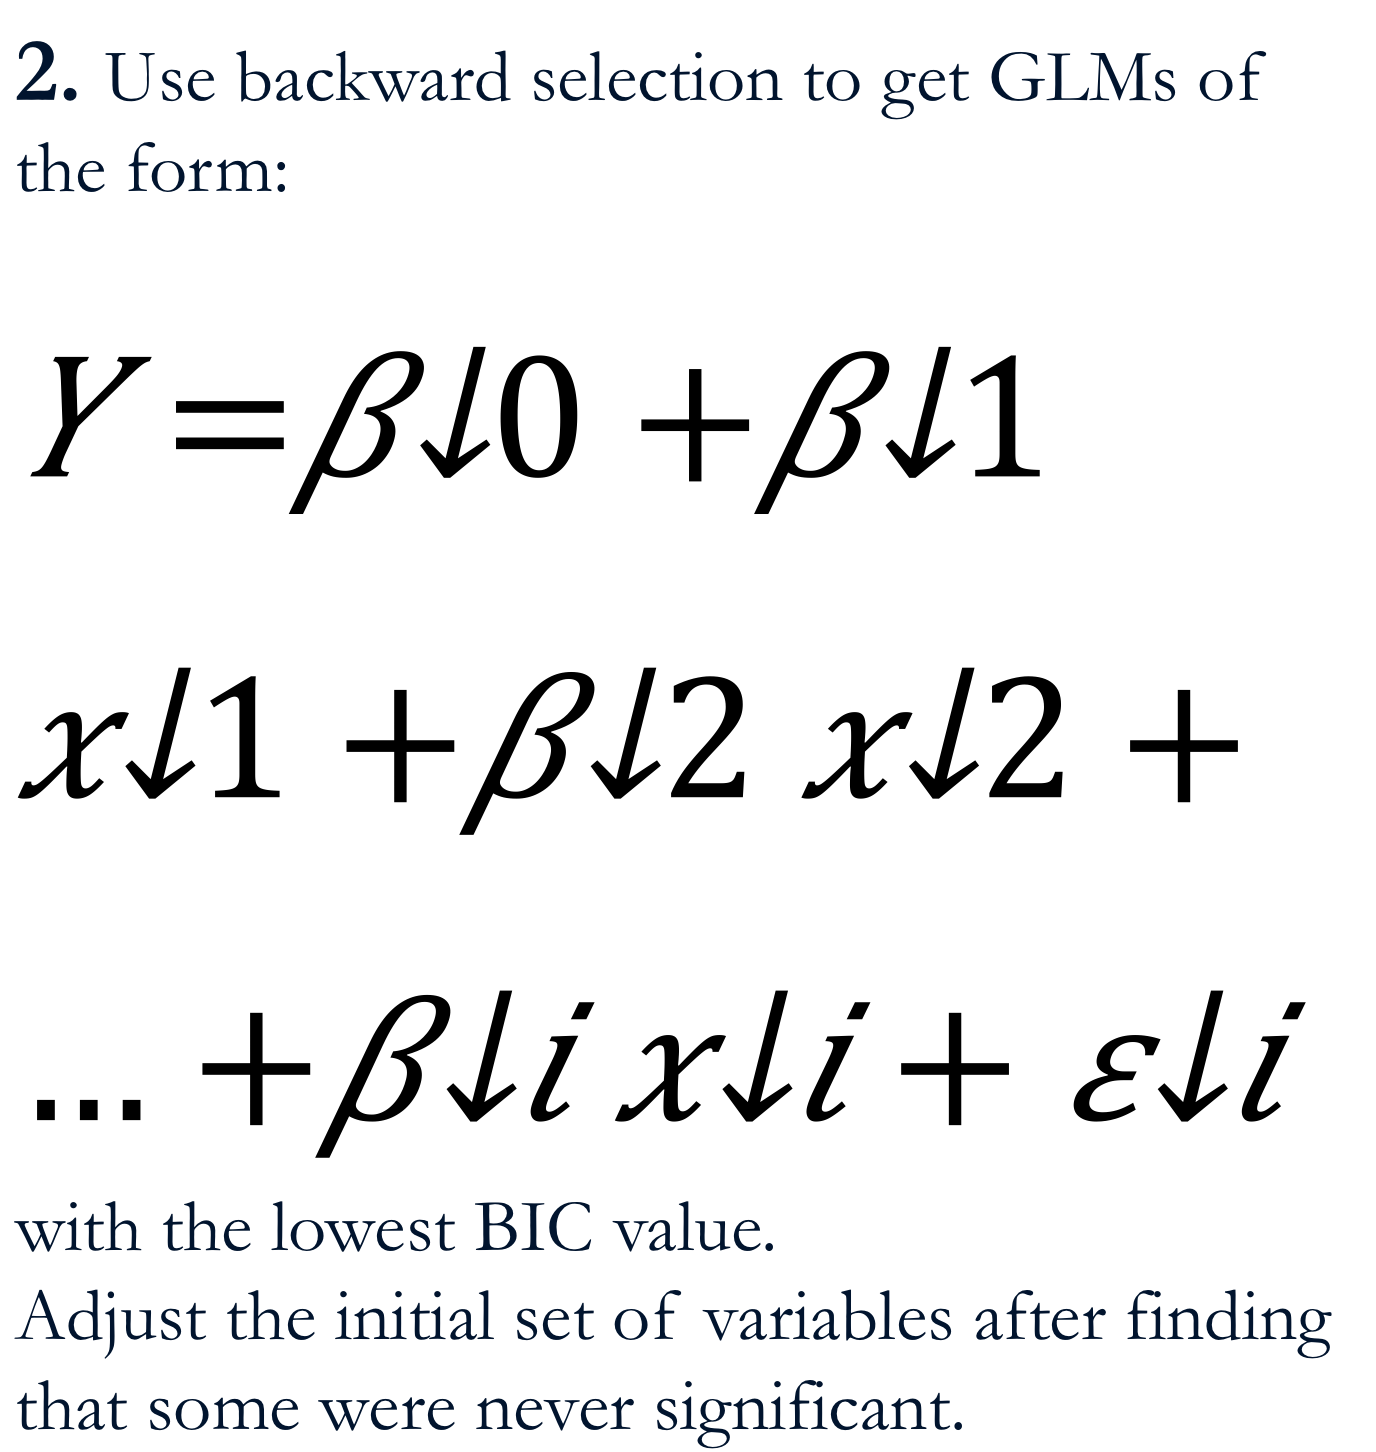 2. Use backward selection to get GLMs of
the form:
𝑌=𝛽↓0 +𝛽↓1
𝑥↓1 +𝛽↓2 𝑥↓2 +
… +𝛽↓𝑖 𝑥↓𝑖 + 𝜀↓𝑖
with the lowest BIC value.
Adjust the initial set of variables after finding
that some were never significant.